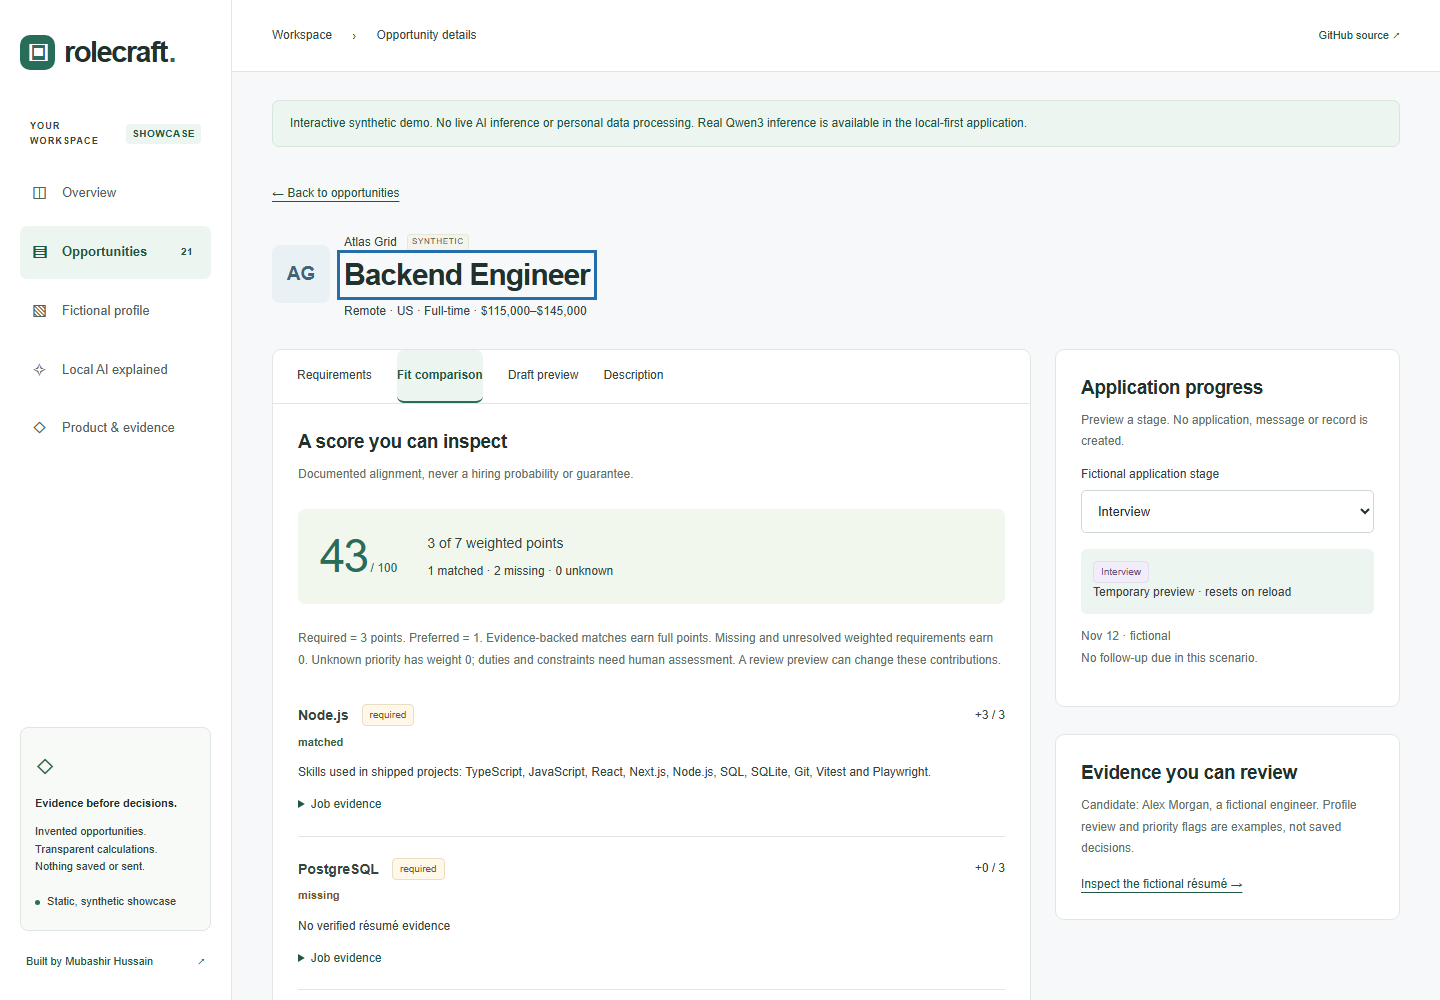 rolecraft.
YOUR WORKSPACE
SHOWCASE
Overview
Opportunities 21
Fictional profile
Local AI explained
Product & evidence
Evidence before decisions.
Invented opportunities.
Transparent calculations.
Nothing saved or sent.
Static, synthetic showcase
Built by Mubashir Hussain ↗
Workspace › Opportunity details
GitHub source ↗
Interactive synthetic demo. No live AI inference or personal data processing. Real Qwen3 inference is available in the local-first application.
← Back to opportunities
AG
Atlas Grid SYNTHETIC
Backend Engineer
Remote · US · Full-time · $115,000–$145,000
Requirements Fit comparison Draft preview Description
A score you can inspect
Documented alignment, never a hiring probability or guarantee.
43 / 100
3 of 7 weighted points
1 matched · 2 missing · 0 unknown
Required = 3 points. Preferred = 1. Evidence-backed matches earn full points. Missing and unresolved weighted requirements earn
0. Unknown priority has weight 0; duties and constraints need human assessment. A review preview can change these contributions.
Node.js required +3 / 3
matched
Skills used in shipped projects: TypeScript, JavaScript, React, Next.js, Node.js, SQL, SQLite, Git, Vitest and Playwright.
Job evidence
PostgreSQL required +0 / 3
missing
No verified résumé evidence
Job evidence
Application progress
Preview a stage. No application, message or record is
created.
Fictional application stage
Interview
Interview
Temporary preview · resets on reload
Nov 12 · fictional
No follow-up due in this scenario.
Evidence you can review
Candidate: Alex Morgan, a fictional engineer. Profile
review and priority flags are examples, not saved
decisions.
Inspect the fictional résumé →